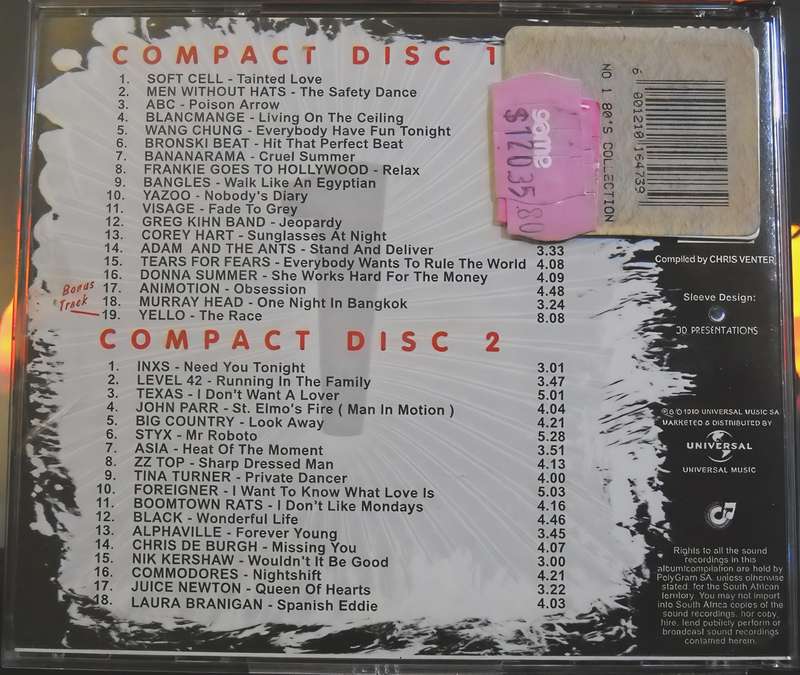 COMPACT DISC 1
1. SOFT CELL - Tainted Love
2. MEN WITHOUT HATS - The Safety Dance
3. ABC - Poison Arrow
4. BLANCMANGE - Living On The Ceiling
5. WANG CHUNG - Everybody Have Fun Tonight
6. BRONSKI BEAT - Hit That Perfect Beat
7. BANANARAMA - Cruel Summer
8. FRANKIE GOES TO HOLLYWOOD - Relax
9. BANGLES - Walk Like An Egyptian
10. YAZOO - Nobody's Diary
11. VISAGE - Fade To Grey
12. GREG KIHN BAND - Jeopardy
13. COREY HART - Sunglasses At Night
14. ADAM AND THE ANTS - Stand And Deliver 3.33
15. TEARS FOR FEARS - Everybody Wants To Rule The World 4.08
16. DONNA SUMMER - She Works Hard For The Money 4.09
17. ANIMOTION - Obsession 4.48
18. MURRAY HEAD - One Night In Bangkok 3.24
Bonus
Track
19. YELLO - The Race 8.08
COMPACT DISC 2
1. INXS - Need You Tonight 3.01
2. LEVEL 42 - Running In The Family 3.47
3. TEXAS - I Don't Want A Lover 5.01
4. JOHN PARR - St. Elmo's Fire ( Man In Motion ) 4.04
5. BIG COUNTRY - Look Away 4.21
6. STYX - Mr Roboto 5.28
7. ASIA - Heat Of The Moment 3.51
8. ZZ TOP - Sharp Dressed Man 4.13
9. TINA TURNER - Private Dancer 4.00
10. FOREIGNER - I Want To Know What Love Is 5.03
11. BOOMTOWN RATS - I Don't Like Mondays 4.16
12. BLACK - Wonderful Life 4.46
13. ALPHAVILLE - Forever Young 3.45
14. CHRIS DE BURGH - Missing You 4.07
15. NIK KERSHAW - Wouldn't It Be Good 3.00
16. COMMODORES - Nightshift 4.21
17. JUICE NEWTON - Queen Of Hearts 3.22
18. LAURA BRANIGAN - Spanish Eddie 4.03
game
$12035/80
NO 1 80'S COLLECTION
6 001210 164739
Compiled by CHRIS VENTER
Sleeve Design:
JD PRESENTATIONS
UNIVERSAL MUSIC SA
MARKETED & DISTRIBUTED BY
UNIVERSAL
UNIVERSAL MUSIC
Rights to all the sound
recordings in this
album/compilation are held by
PolyGram SA. unless otherwise
stated. for the South African
territory. You may not import
into South Africa copies of the
sound recordings, nor coby,
hire, lend publicly perform or
broadcast sound recordings
contained herein.